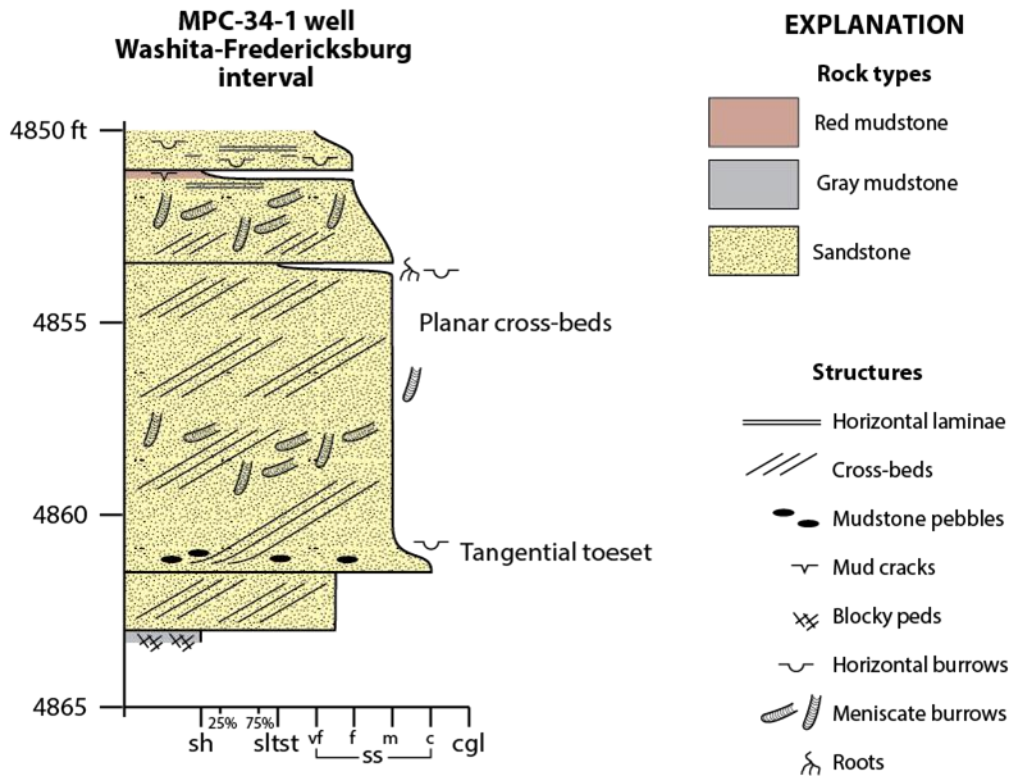 MPC-34-1 well
Washita-Fredericksburg
interval
4850 ft
4855
4860
4865
Planar cross-beds
Tangential toeset
25% 75%
sh sltst vf f m c cgl
ss
EXPLANATION
Rock types
Red mudstone
Gray mudstone
Sandstone
Structures
Horizontal laminae
Cross-beds
Mudstone pebbles
Mud cracks
Blocky peds
Horizontal burrows
Meniscate burrows
Roots